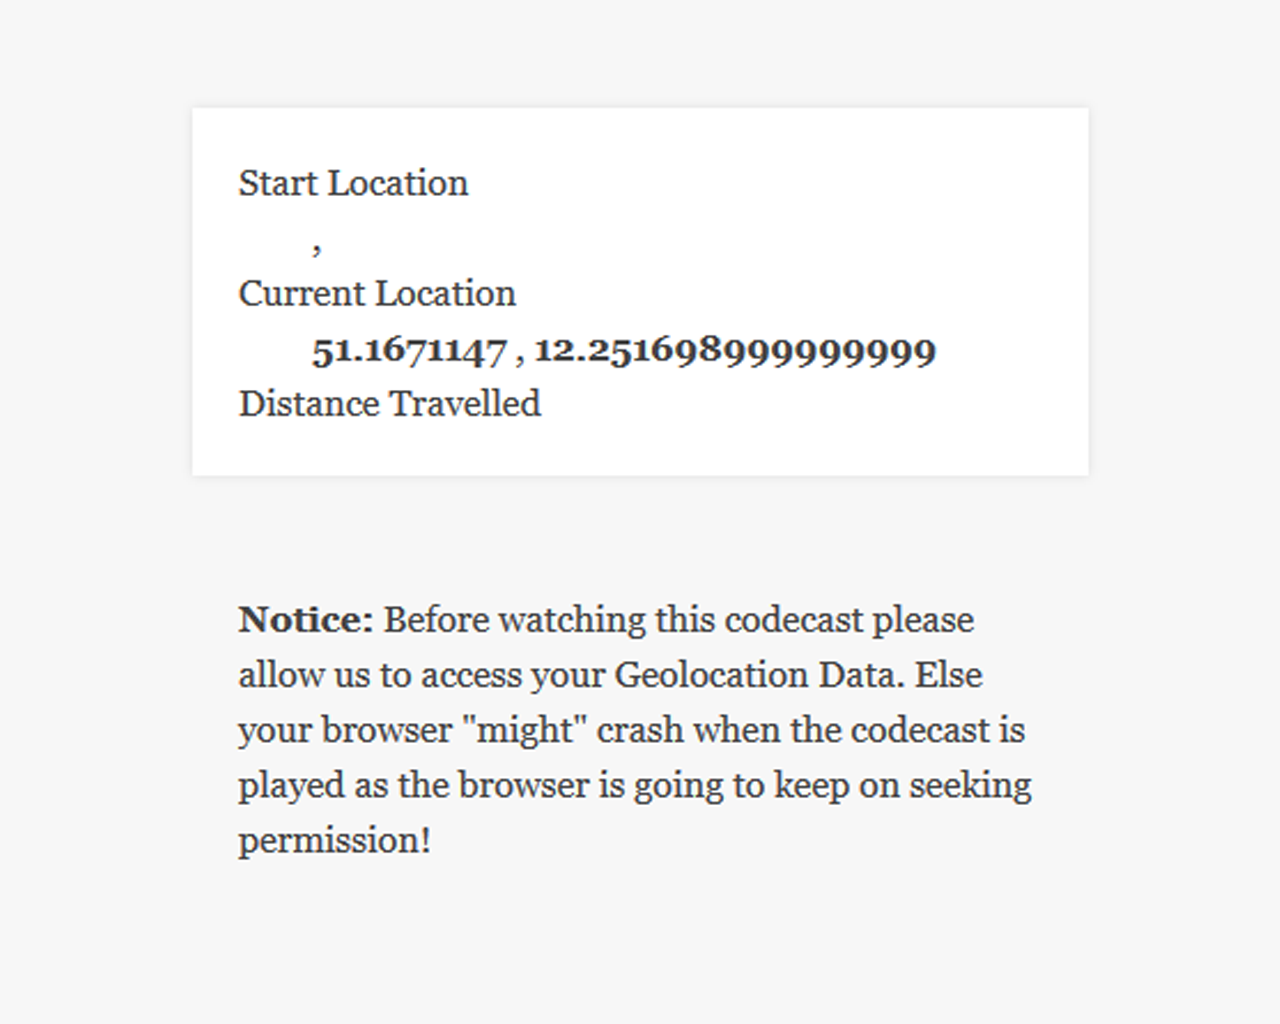 Start Location
,
Current Location
51.1671147 , 12.251698999999999
Distance Travelled
Notice: Before watching this codecast please
allow us to access your Geolocation Data. Else
your browser "might" crash when the codecast is
played as the browser is going to keep on seeking
permission!